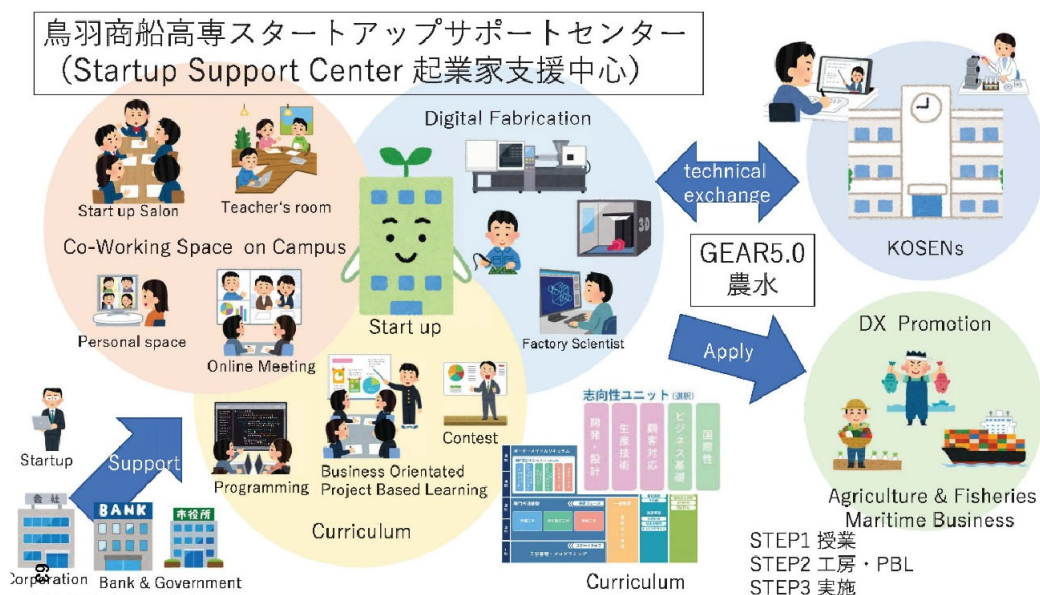 鳥羽商船高専スタートアップサポートセンター
（Startup Support Center 起業家支援中心）
Start up Salon
Teacher's room
Co-Working Space on Campus
Personal space
Online Meeting
Digital Fabrication
3D
Factory Scientist
Start up
technical
exchange
KOSENs
GEAR5.0
農水
Apply
DX Promotion
Agriculture & Fisheries
Maritime Business
Startup
Support
会社
BANK
市役所
Corporation
Bank & Government
Programming
Business Orientated
Project Based Learning
Contest
Curriculum
志向性ユニット(選択)
開発・設計
生産技術
顧客対応
ビジネス基礎
国際性
Curriculum
STEP1 授業
STEP2 工房・PBL
STEP3 実施
63